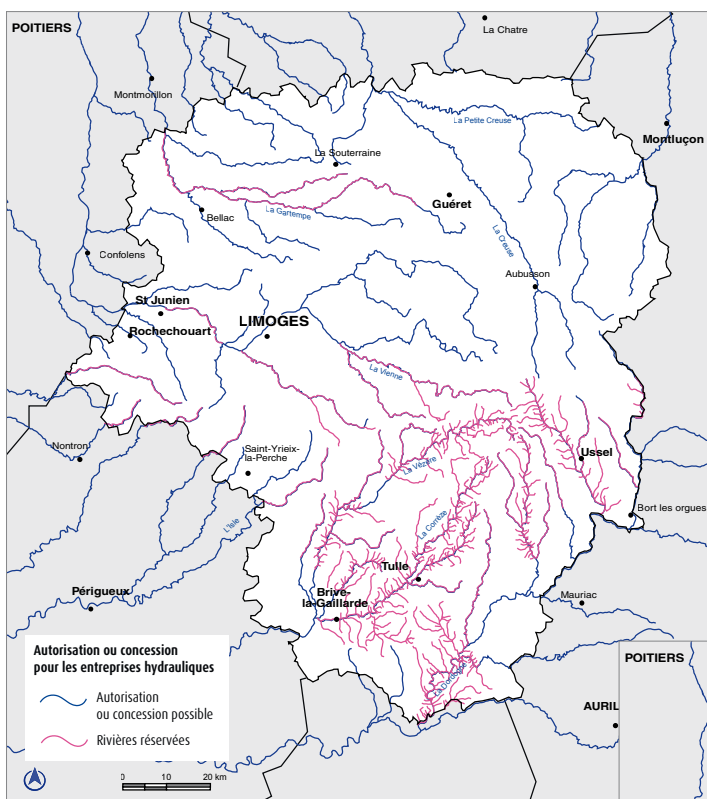 POITIERS
La Chatre
Montmorillon
La Petite Creuse
Montluçon
La Souterraine
Guéret
La Gartempe
Bellac
La Creuse
Confolens
Aubusson
St Junien
LIMOGES
Rochechouart
La Vienne
Nontron
Saint-Yrieix-
la-Perche
Ussel
La Vézère
Bort les orgues
L'Isle
La Corrèze
Tulle
Périgueux
Brive-
la-Gaillarde
Mauriac
La Dordogne
POITIERS
AURIL
Autorisation ou concession
pour les entreprises hydrauliques
Autorisation
ou concession possible
Rivières réservées
0 10 20 km